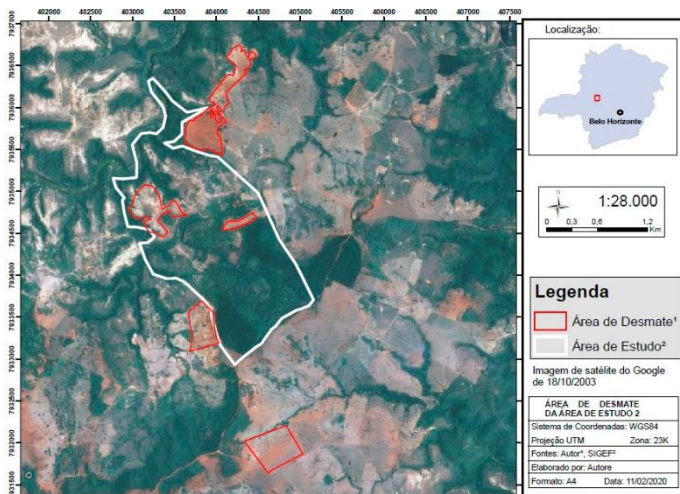 402000 402500 403000 403500 404000 404500 405000 405500 406000 406500 407000 407500
7937000
7936500
7936000
7935500
7935000
7934500
7934000
7933500
7933000
7932500
7932000
7931500
Localização:
Belo Horizonte
N
1:28.000
0 0,3 0,6 1,2
Km
Legenda
Área de Desmate¹
Área de Estudo²
Imagem de satélite do Google
de 18/10/2003
ÁREA DE DESMATE
DA ÁREA DE ESTUDO 2
Sistema de Coordenadas: WGS84
Projeção UTM Zona: 23K
Fontes: Autor¹, SIGEF²
Elaborado por: Autore
Formato: A4 Data: 11/02/2020